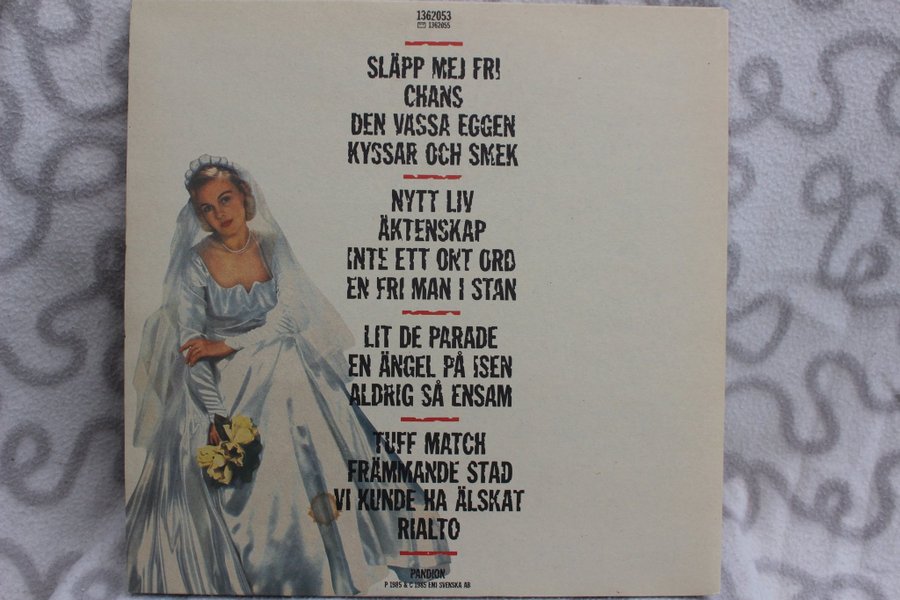 1362053
1362055
SLÄPP MEJ FRI
CHANS
DEN VASSA EGGEN
KYSSAR OCH SMEK
NYTT LIV
ÄKTENSKAP
INTE ETT ONT ORD
EN FRI MAN I STAN
LIT DE PARADE
EN ÄNGEL PÅ ISEN
ALDRIG SÅ ENSAM
TUFF MATCH
FRÄMMANDE STAD
VI KUNDE HA ÄLSKAT
RIALTO
PANDION
P 1985 & C 1985 EMI SVENSKA AB